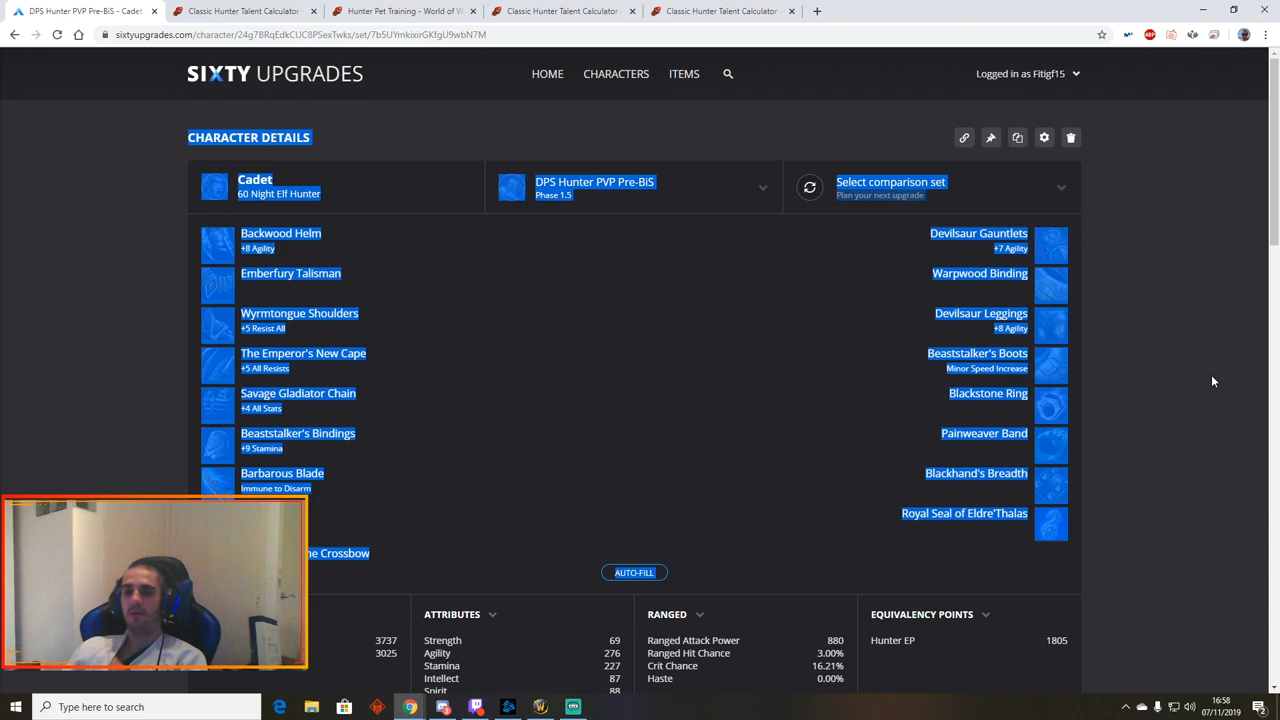 DPS Hunter PVP Pre-BiS - Cadet
Classic Hunter Talent Calculator -
Hunter Pet Training - World of W
Classic Hunter Talent Calculator -
Classic Hunter Talent Calculator -
sixtyupgrades.com/character/24g7BRqEdkCUC8PSexTwks/set/7b5UYmkixirGKfgU9wbN7M
SIXTY UPGRADES
HOME
CHARACTERS
ITEMS
Logged in as Fitigf15
CHARACTER DETAILS
Cadet
60 Night Elf Hunter
DPS Hunter PVP Pre-BiS
Phase 1.5
Select comparison set
Plan your next upgrade
Backwood Helm
+8 Agility
Emberfury Talisman
Wyrmtongue Shoulders
+5 Resist All
The Emperor's New Cape
+5 All Resists
Savage Gladiator Chain
+4 All Stats
Beaststalker's Bindings
+9 Stamina
Barbarous Blade
Immune to Disarm
ne Crossbow
Devilsaur Gauntlets
+7 Agility
Warpwood Binding
Devilsaur Leggings
+8 Agility
Beaststalker's Boots
Minor Speed Increase
Blackstone Ring
Painweaver Band
Blackhand's Breadth
Royal Seal of Eldre'Thalas
AUTO-FILL
3737
3025
ATTRIBUTES
Strength 69
Agility 276
Stamina 227
Intellect 87
Spirit 88
RANGED
Ranged Attack Power 880
Ranged Hit Chance 3.00%
Crit Chance 16.21%
Haste 0.00%
EQUIVALENCY POINTS
Hunter EP 1805
Type here to search
16:58
07/11/2019
2